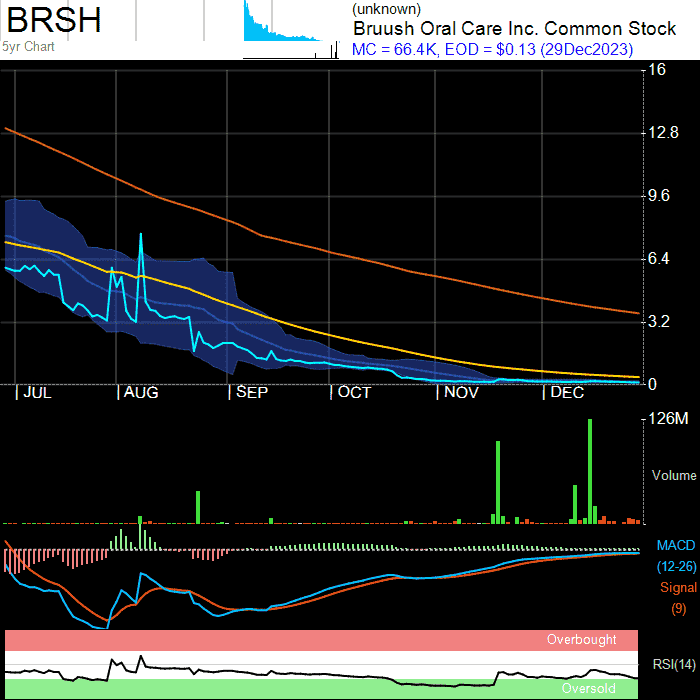 BRSH
5yr Chart
(unknown)
Bruush Oral Care Inc. Common Stock
MC = 66.4K, EOD = $0.13 (29Dec2023)
16
12.8
9.6
6.4
3.2
0
JUL AUG SEP OCT NOV DEC
126M
Volume
MACD
(12-26)
Signal
(9)
Overbought
RSI(14)
Oversold